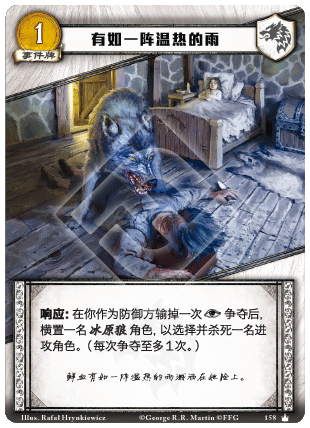 1
事件牌
有如一阵温热的雨
响应: 在你作为防御方输掉一次 争夺后,
横置一名冰原狼角色, 以选择并杀死一名进
攻角色。(每次争夺至多1次。)
鲜血有如一阵温热的雨洒在她脸上。
Illus. Rafał Hrynkiewicz ©George R.R. Martin ©FFG 158